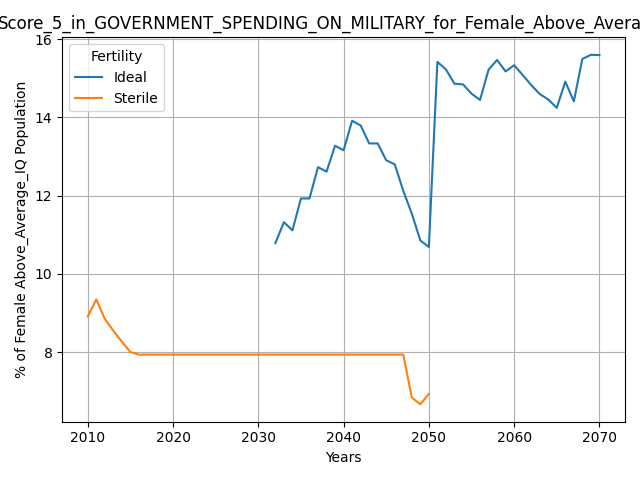 Score_5_in_GOVERNMENT_SPENDING_ON_MILITARY_for_Female_Above_Avera
Fertility
Ideal
Sterile
% of Female Above_Average_IQ Population
16
14
12
10
8
2010 2020 2030 2040 2050 2060 2070
Years